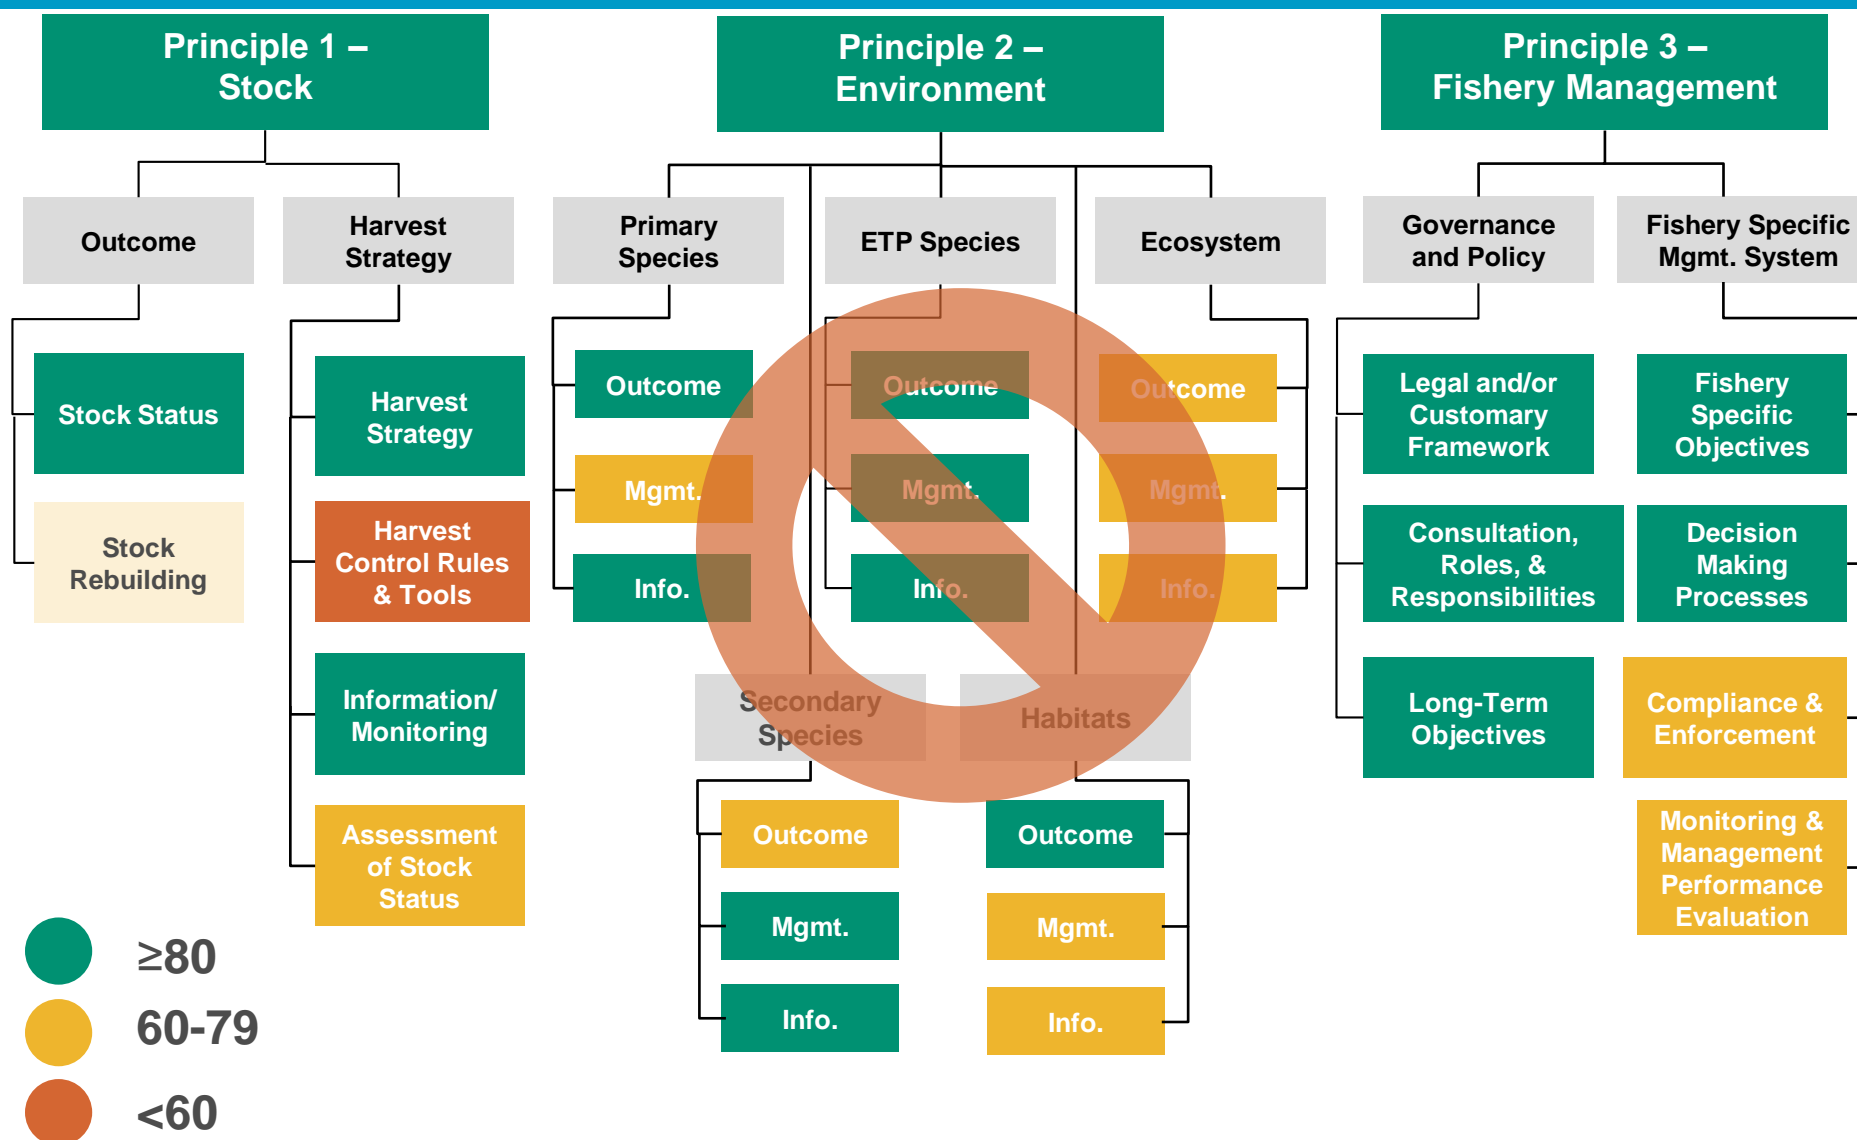 Principle 1 –
Stock
Principle 2 –
Environment
Principle 3 –
Fishery Management
Outcome
Harvest
Strategy
Primary
Species
ETP Species
Ecosystem
Governance
and Policy
Fishery Specific
Mgmt. System
Stock Status
Stock
Rebuilding
Harvest
Strategy
Harvest
Control Rules
& Tools
Information/
Monitoring
Assessment
of Stock
Status
Outcome
Mgmt.
Info.
Outcome
Mgmt.
Info.
Outcome
Mgmt.
Info.
Secondary
Species
Habitats
Outcome
Mgmt.
Info.
Outcome
Mgmt.
Info.
Legal and/or
Customary
Framework
Consultation,
Roles, &
Responsibilities
Long-Term
Objectives
Fishery
Specific
Objectives
Decision
Making
Processes
Compliance &
Enforcement
Monitoring &
Management
Performance
Evaluation
≥80
60-79
<60